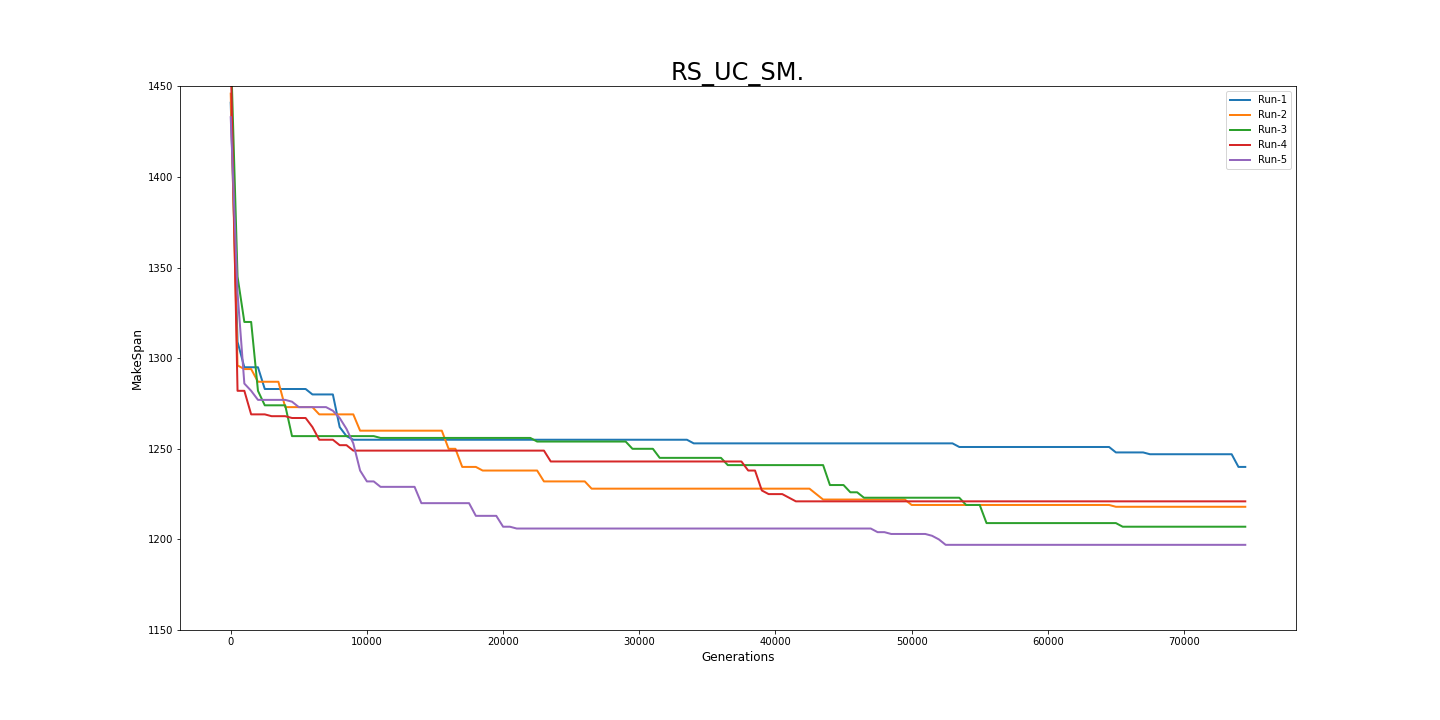 RS_UC_SM.
1450
1400
1350
1300
1250
1200
1150
MakeSpan
0 10000 20000 30000 40000 50000 60000 70000
Generations
Run-1
Run-2
Run-3
Run-4
Run-5